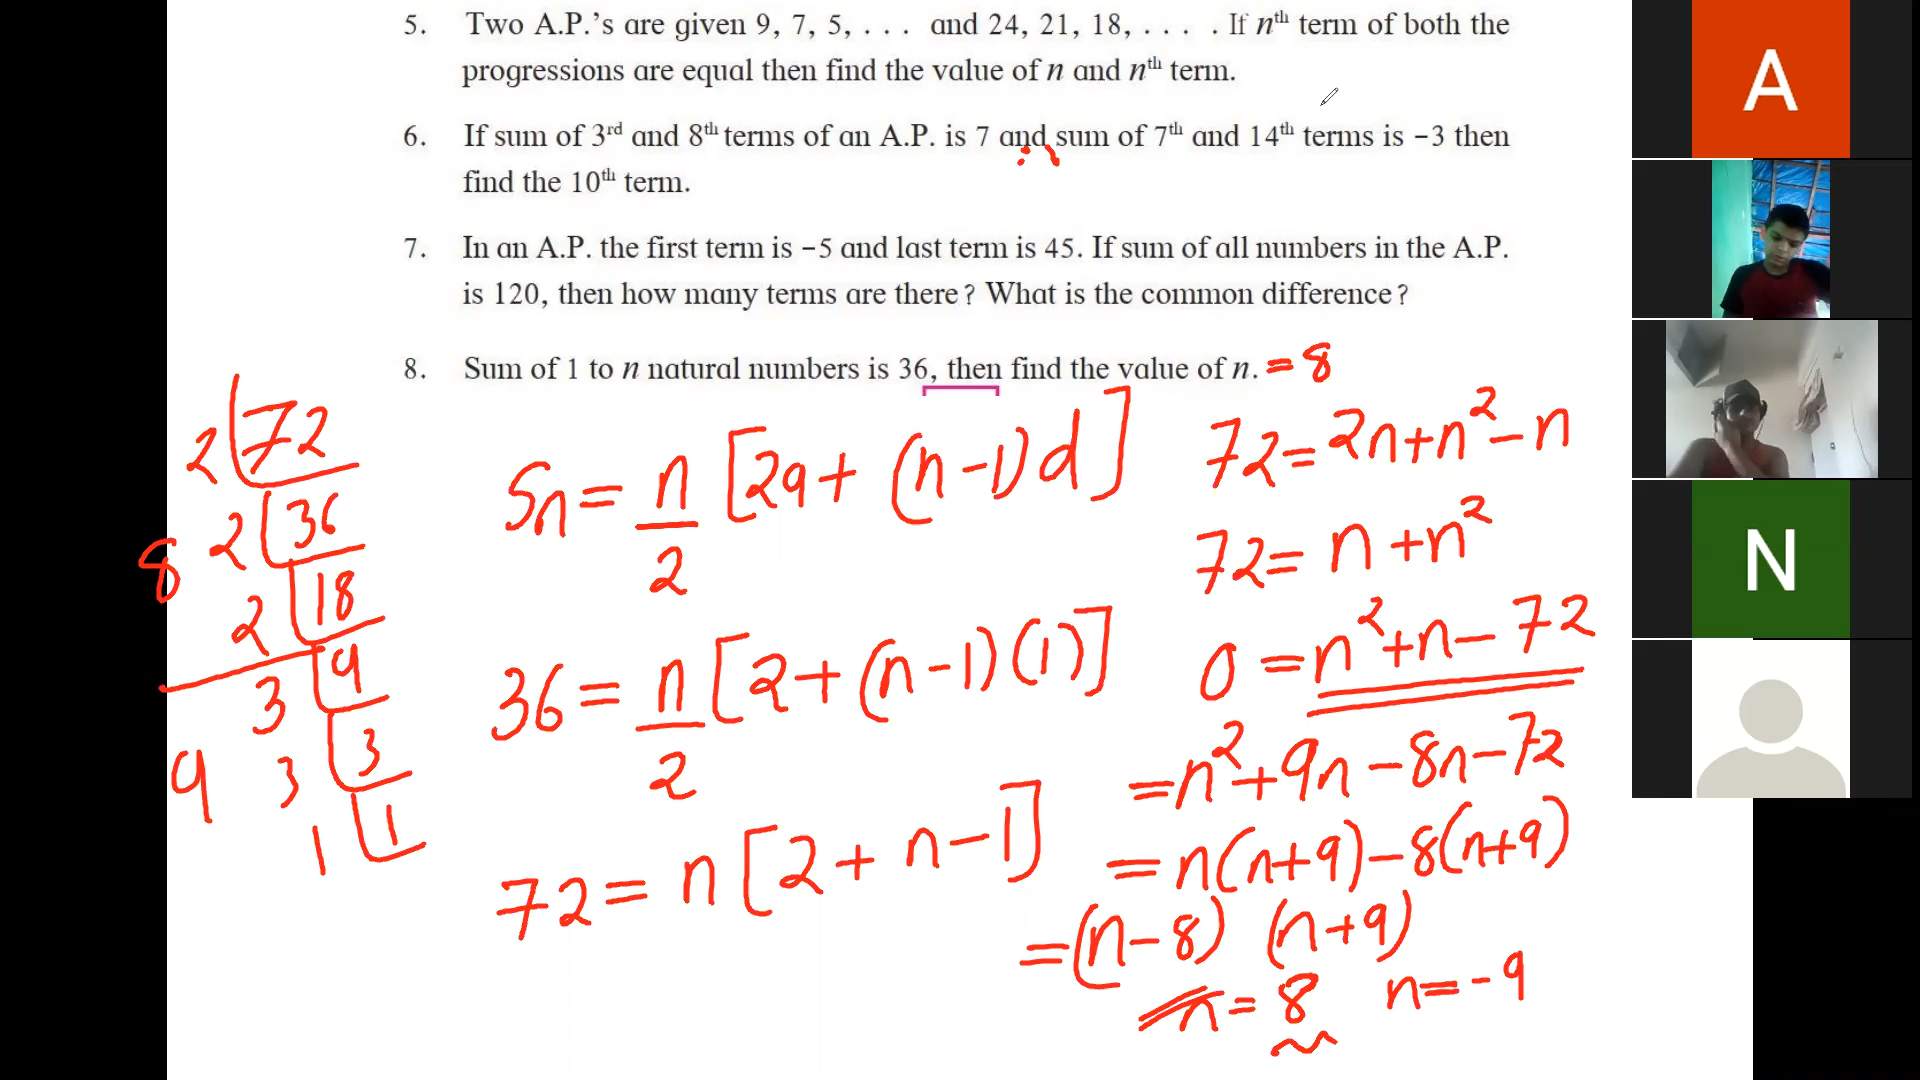 5. Two A.P.'s are given 9, 7, 5, . . . and 24, 21, 18, . . . . If nth term of both the
progressions are equal then find the value of n and nth term.
6. If sum of 3rd and 8th terms of an A.P. is 7 and sum of 7th and 14th terms is −3 then
find the 10th term.
7. In an A.P. the first term is −5 and last term is 45. If sum of all numbers in the A.P.
is 120, then how many terms are there? What is the common difference?
8. Sum of 1 to n natural numbers is 36, then find the value of n. = 8
2 72
2 36
8
2 18
3 9
9
3 3
1 1
Sn = n/2 [2a + (n-1)d]
36 = n/2 [2 + (n-1)(1)]
72 = n [2 + n - 1]
72 = 2n + n² - n
72 = n + n²
0 = n² + n - 72
= n² + 9n - 8n - 72
= n(n+9) - 8(n+9)
= (n-8) (n+9)
n = 8 n = -9
A
N